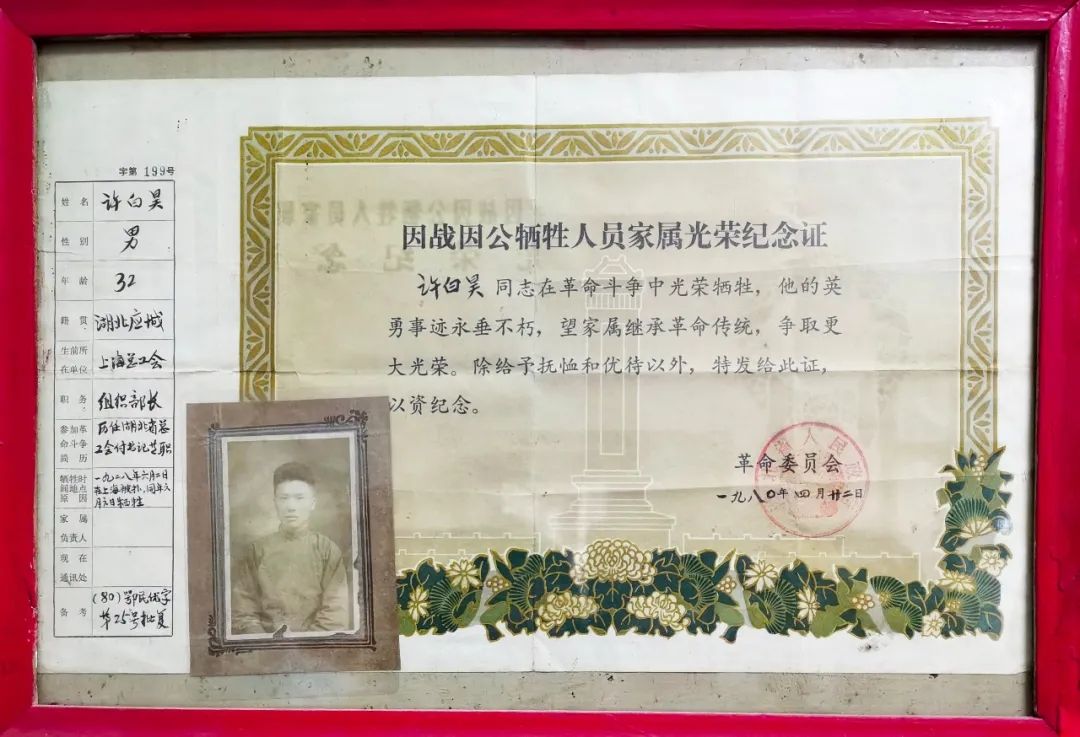 字第 199号
姓名 许白昊
性别 男
年龄 32
籍贯 湖北应城
生前所
在单位 上海总工会
职务 组织部长
参加革
命斗争
简历
历任湖北省总
工会付书记等职
牺牲时
间地点
原因
一九二八年六月二日
在上海被扑,同年六
月六日牺牲
家属
负责人
现在
通讯处
备考
(80)鄂民优字
第25号批复
因战因公牺牲人员家属光荣纪念证
许白昊同志在革命斗争中光荣牺牲,他的英
勇事迹永垂不朽,望家属继承革命传统,争取更
大光荣。除给予抚恤和优待以外,特发给此证,
以资纪念。
革命委员会
一九八〇年四月廿二日